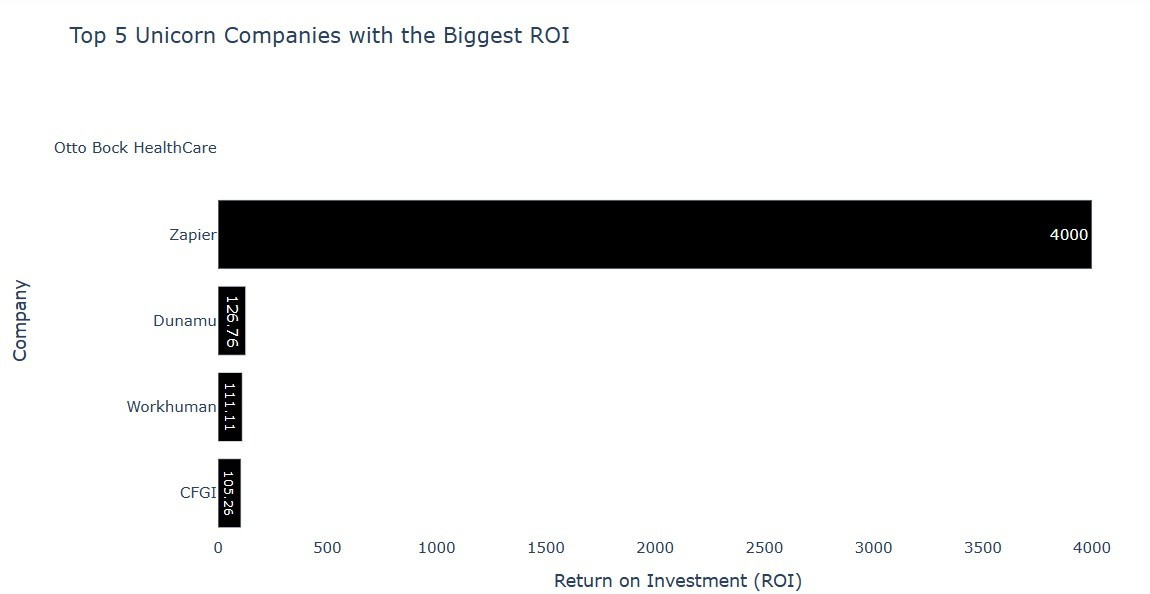 Top 5 Unicorn Companies with the Biggest ROI
Otto Bock HealthCare
Zapier
4000
Dunamu
126.76
Workhuman
111.11
CFGI
105.26
Company
0 500 1000 1500 2000 2500 3000 3500 4000
Return on Investment (ROI)